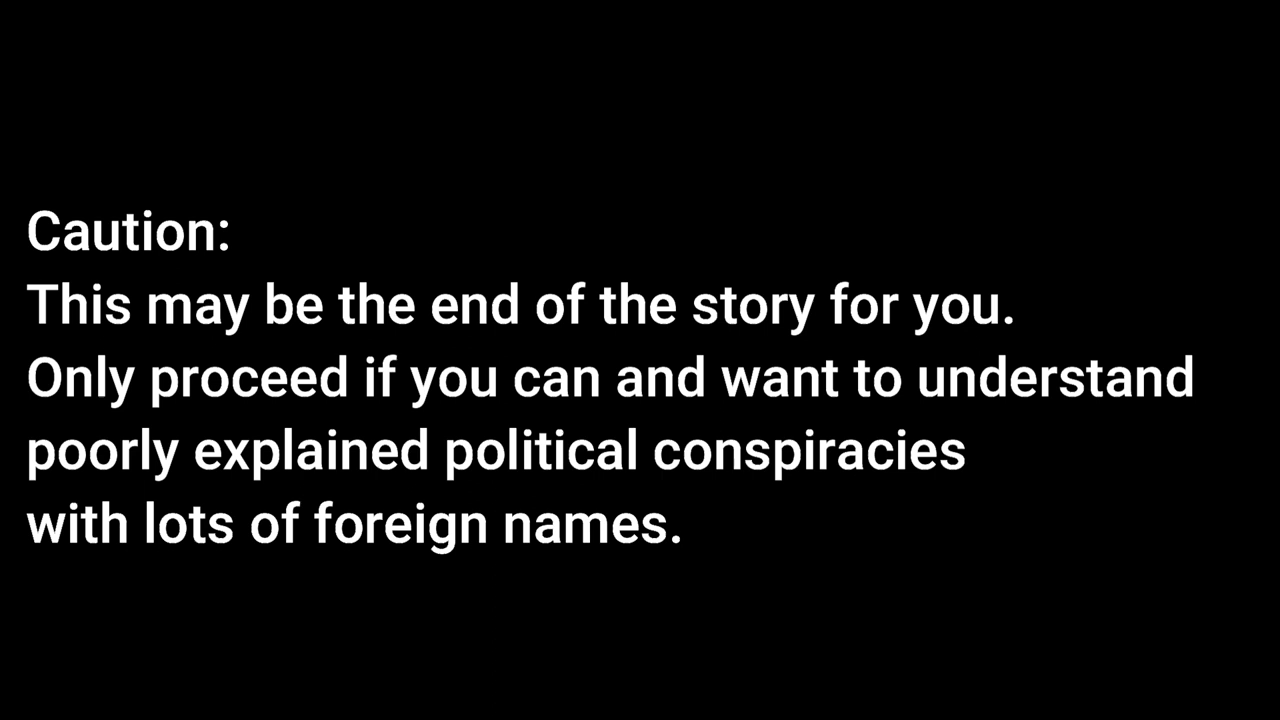 Caution:
This may be the end of the story for you.
Only proceed if you can and want to understand
poorly explained political conspiracies
with lots of foreign names.